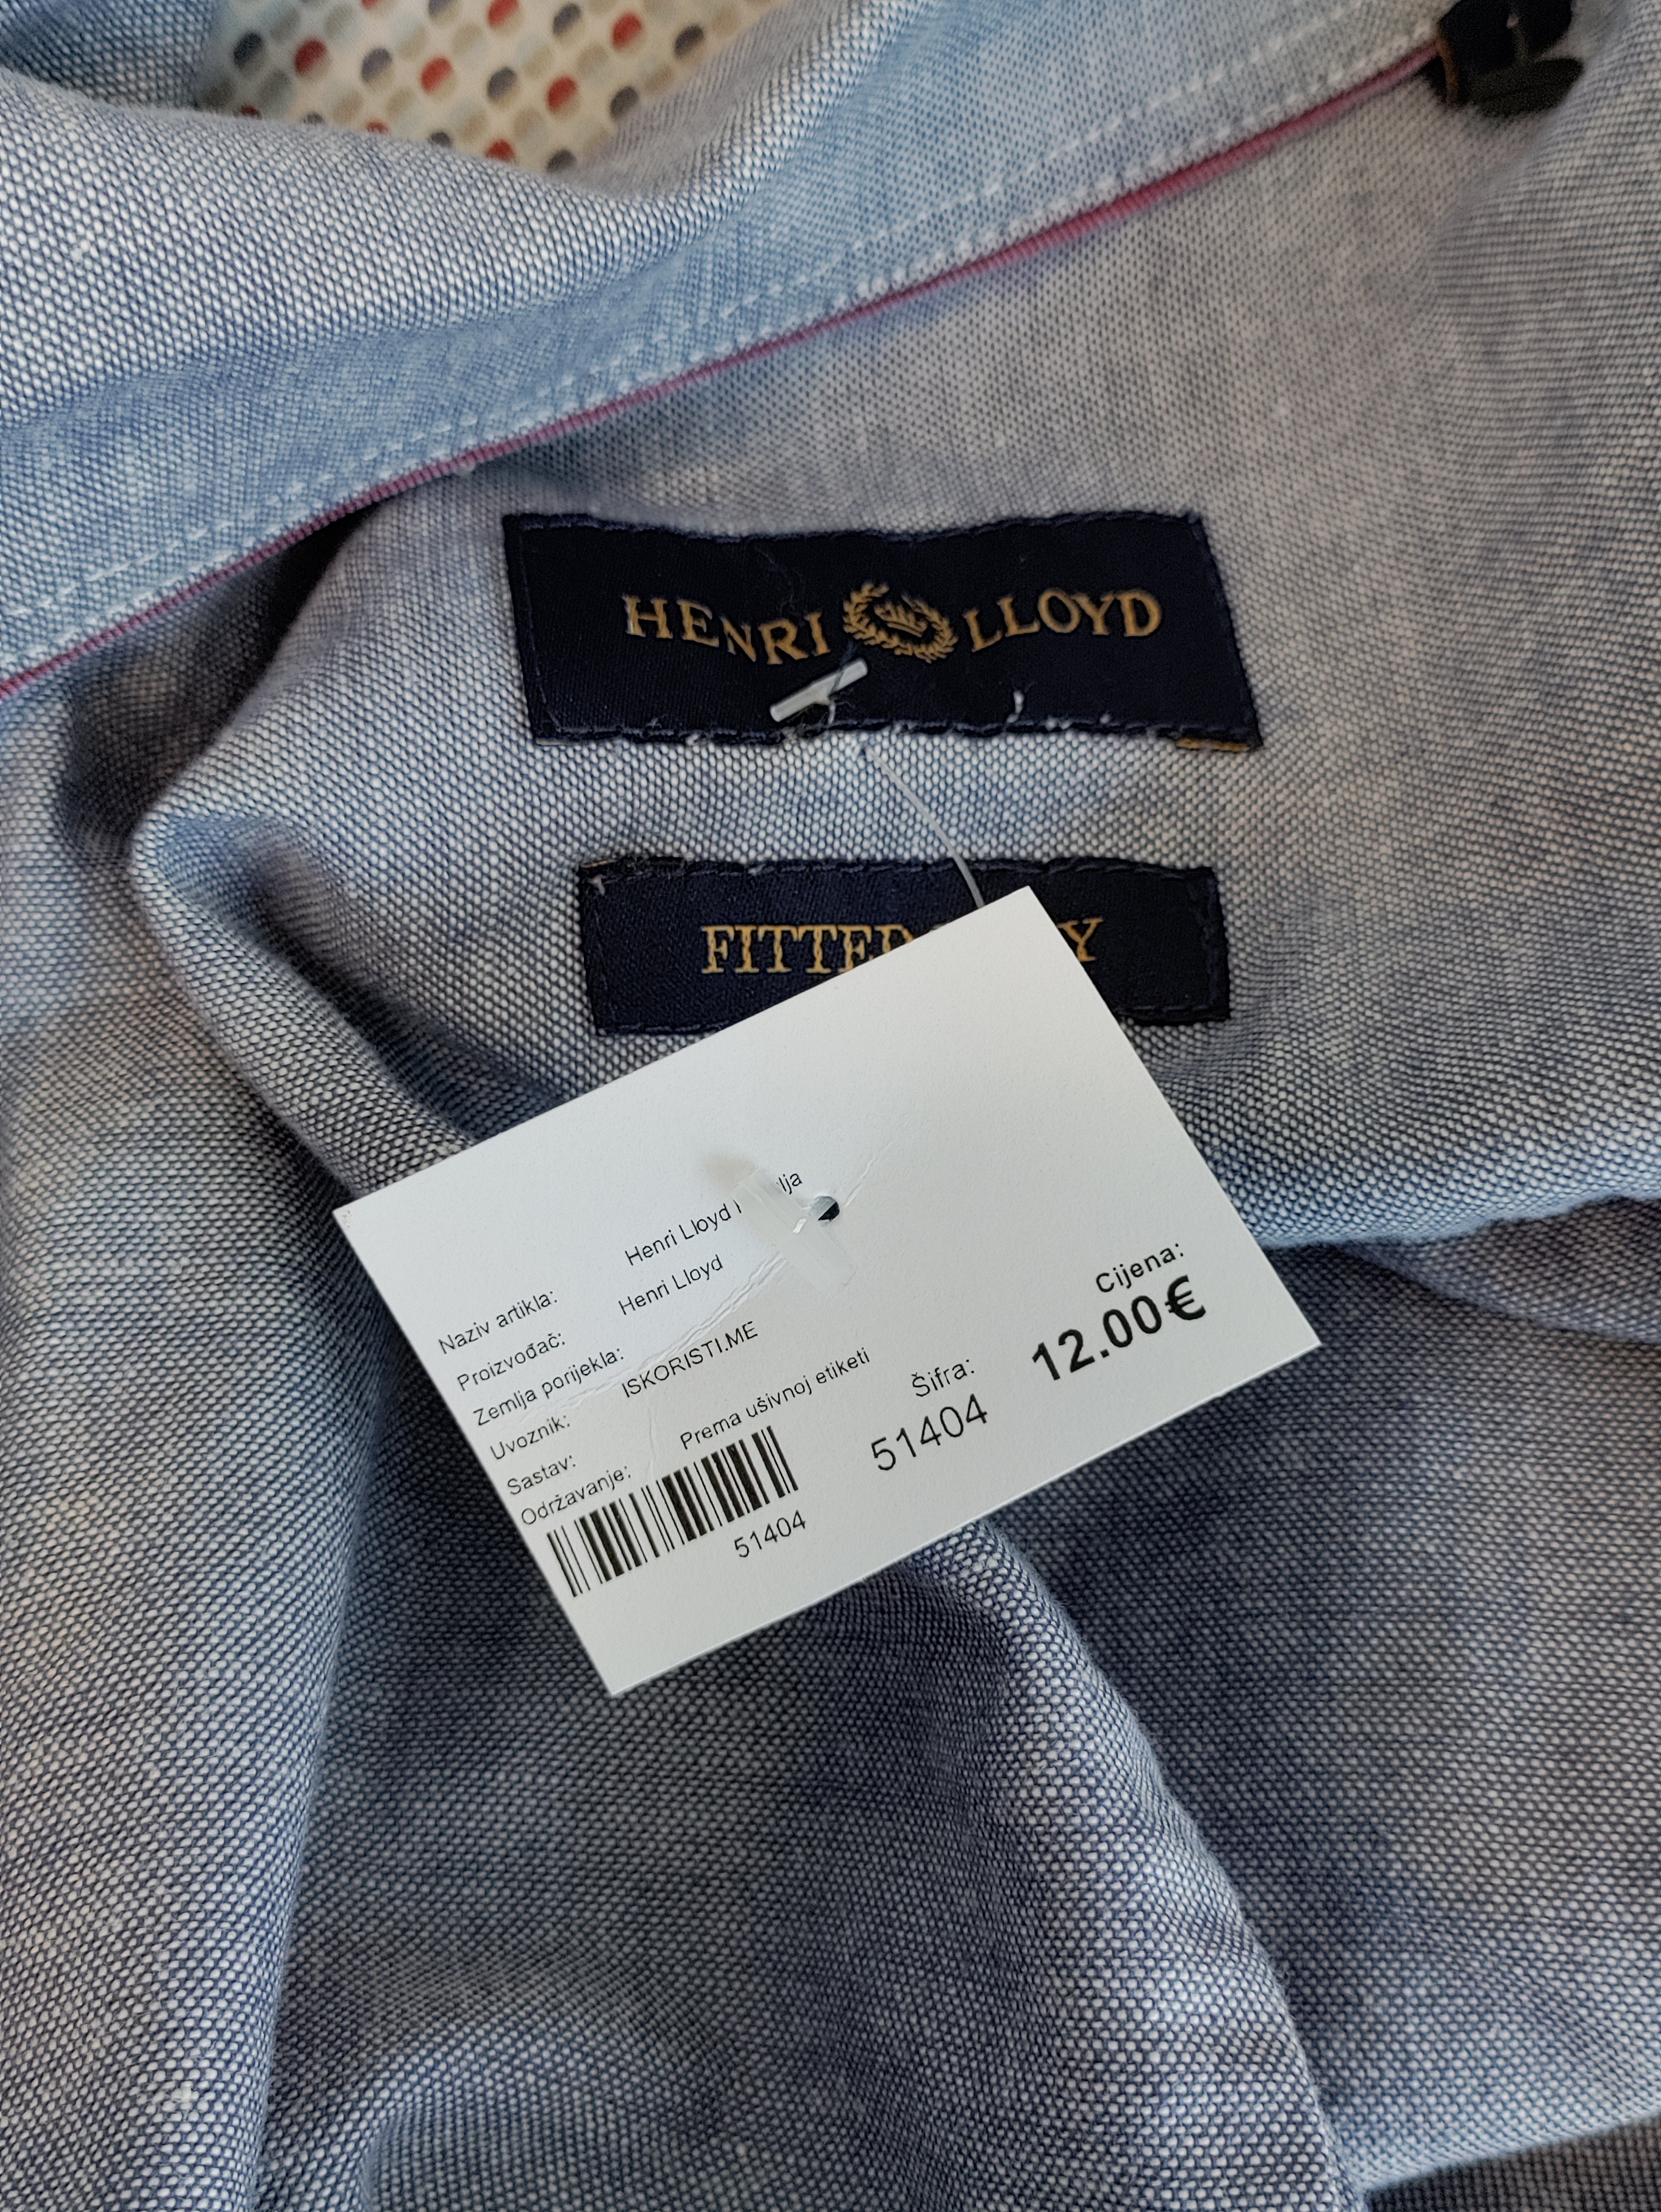 HENRI LLOYD
FITTED
Naziv artikla: Henri Lloyd
Proizvođač: Henri Lloyd
Zemlja porijekla:
Uvoznik: ISKORISTI.ME
Sastav:
Održavanje: Prema ušivnoj etiketi
51404
Šifra:
51404
Cijena:
12.00€